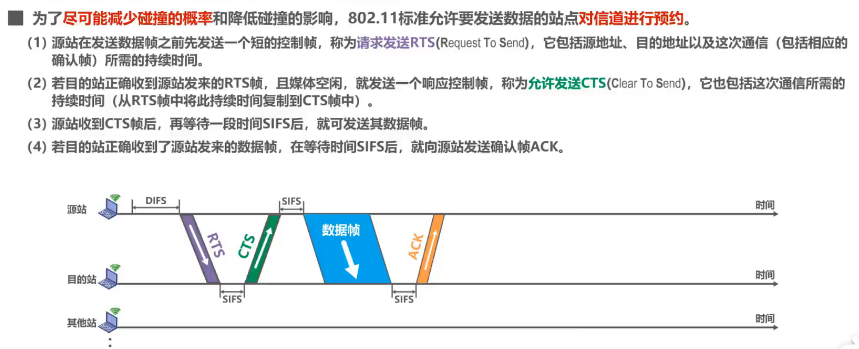 为了尽可能减少碰撞的概率和降低碰撞的影响，802.11标准允许要发送数据的站点对信道进行预约。
(1) 源站在发送数据帧之前先发送一个短的控制帧，称为请求发送RTS(Request To Send)，它包括源地址、目的地址以及这次通信（包括相应的
确认帧）所需的持续时间。
(2) 若目的站正确收到源站发来的RTS帧，且媒体空闲，就发送一个响应控制帧，称为允许发送CTS(Clear To Send)，它也包括这次通信所需的
持续时间（从RTS帧中将此持续时间复制到CTS帧中）。
(3) 源站收到CTS帧后，再等待一段时间SIFS后，就可发送其数据帧。
(4) 若目的站正确收到了源站发来的数据帧，在等待时间SIFS后，就向源站发送确认帧ACK。
DIFS
SIFS
源站
时间
RTS
CTS
数据帧
ACK
目的站
时间
SIFS
SIFS
其他站
时间